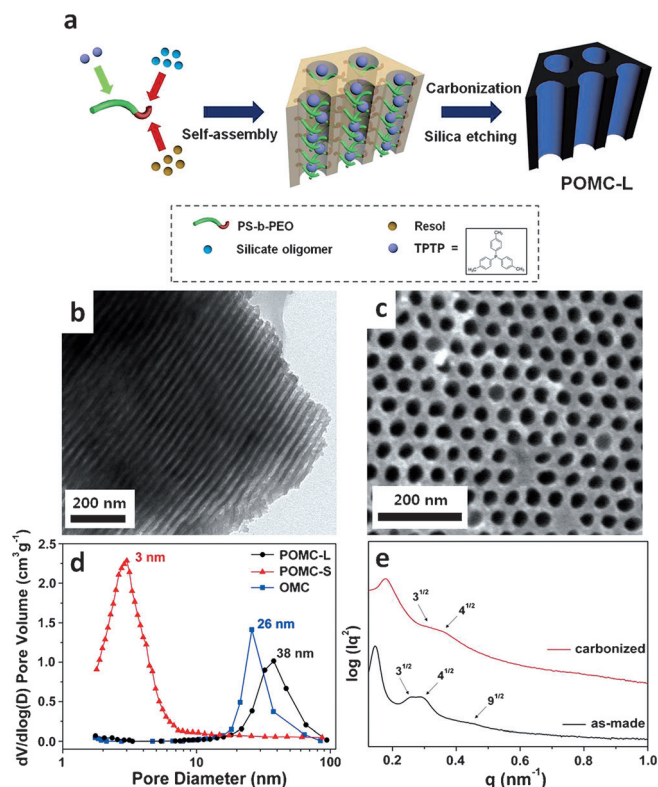 a
Self-assembly
Carbonization
Silica etching
POMC-L
PS-b-PEO
Silicate oligomer
Resol
TPTP =
CH₃
H₃C
CH₃
P
b
200 nm
c
200 nm
d
dV/dlog(D) Pore Volume (cm³g⁻¹)
2.5
2.0
1.5
1.0
0.5
0.0
3 nm
26 nm
38 nm
POMC-L
POMC-S
OMC
1
10
100
Pore Diameter (nm)
e
log (Iq²)
3^1/2
4^1/2
carbonized
3^1/2
4^1/2
9^1/2
as-made
0.2
0.4
0.6
0.8
1.0
q (nm⁻¹)